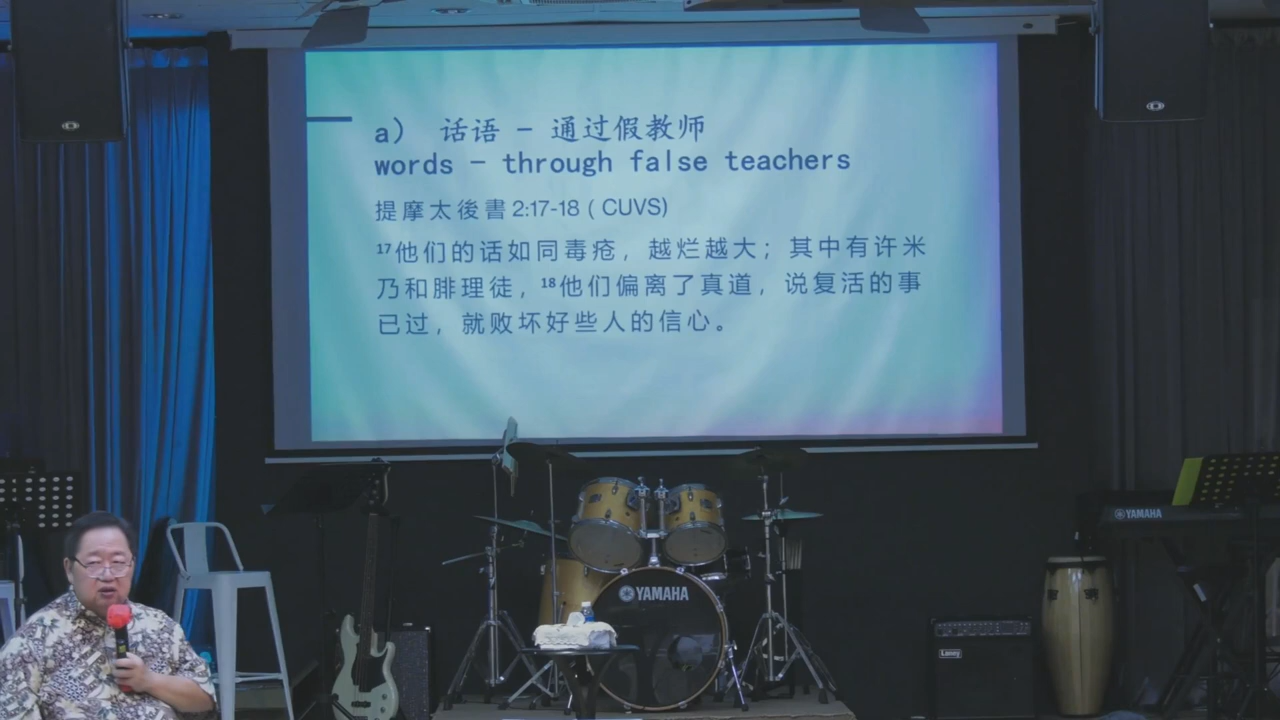 a） 话语 - 通过假教师
words - through false teachers
提摩太後書 2:17-18 ( CUVS)
¹⁷他们的话如同毒疮，越烂越大；其中有许米
乃和腓理徒，¹⁸他们偏离了真道，说复活的事
已过，就败坏好些人的信心。
YAMAHA
YAMAHA
Laney